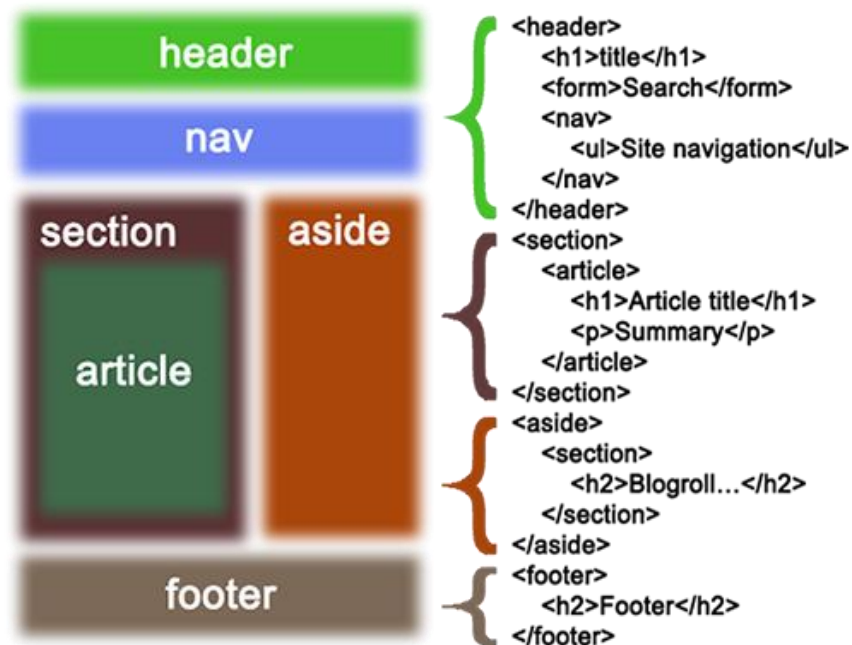 header
nav
section
aside
article
footer
<header>
<h1>title</h1>
<form>Search</form>
<nav>
<ul>Site navigation</ul>
</nav>
</header>
<section>
<article>
<h1>Article title</h1>
<p>Summary</p>
</article>
</section>
<aside>
<section>
<h2>Blogroll…</h2>
</section>
</aside>
<footer>
<h2>Footer</h2>
</footer>